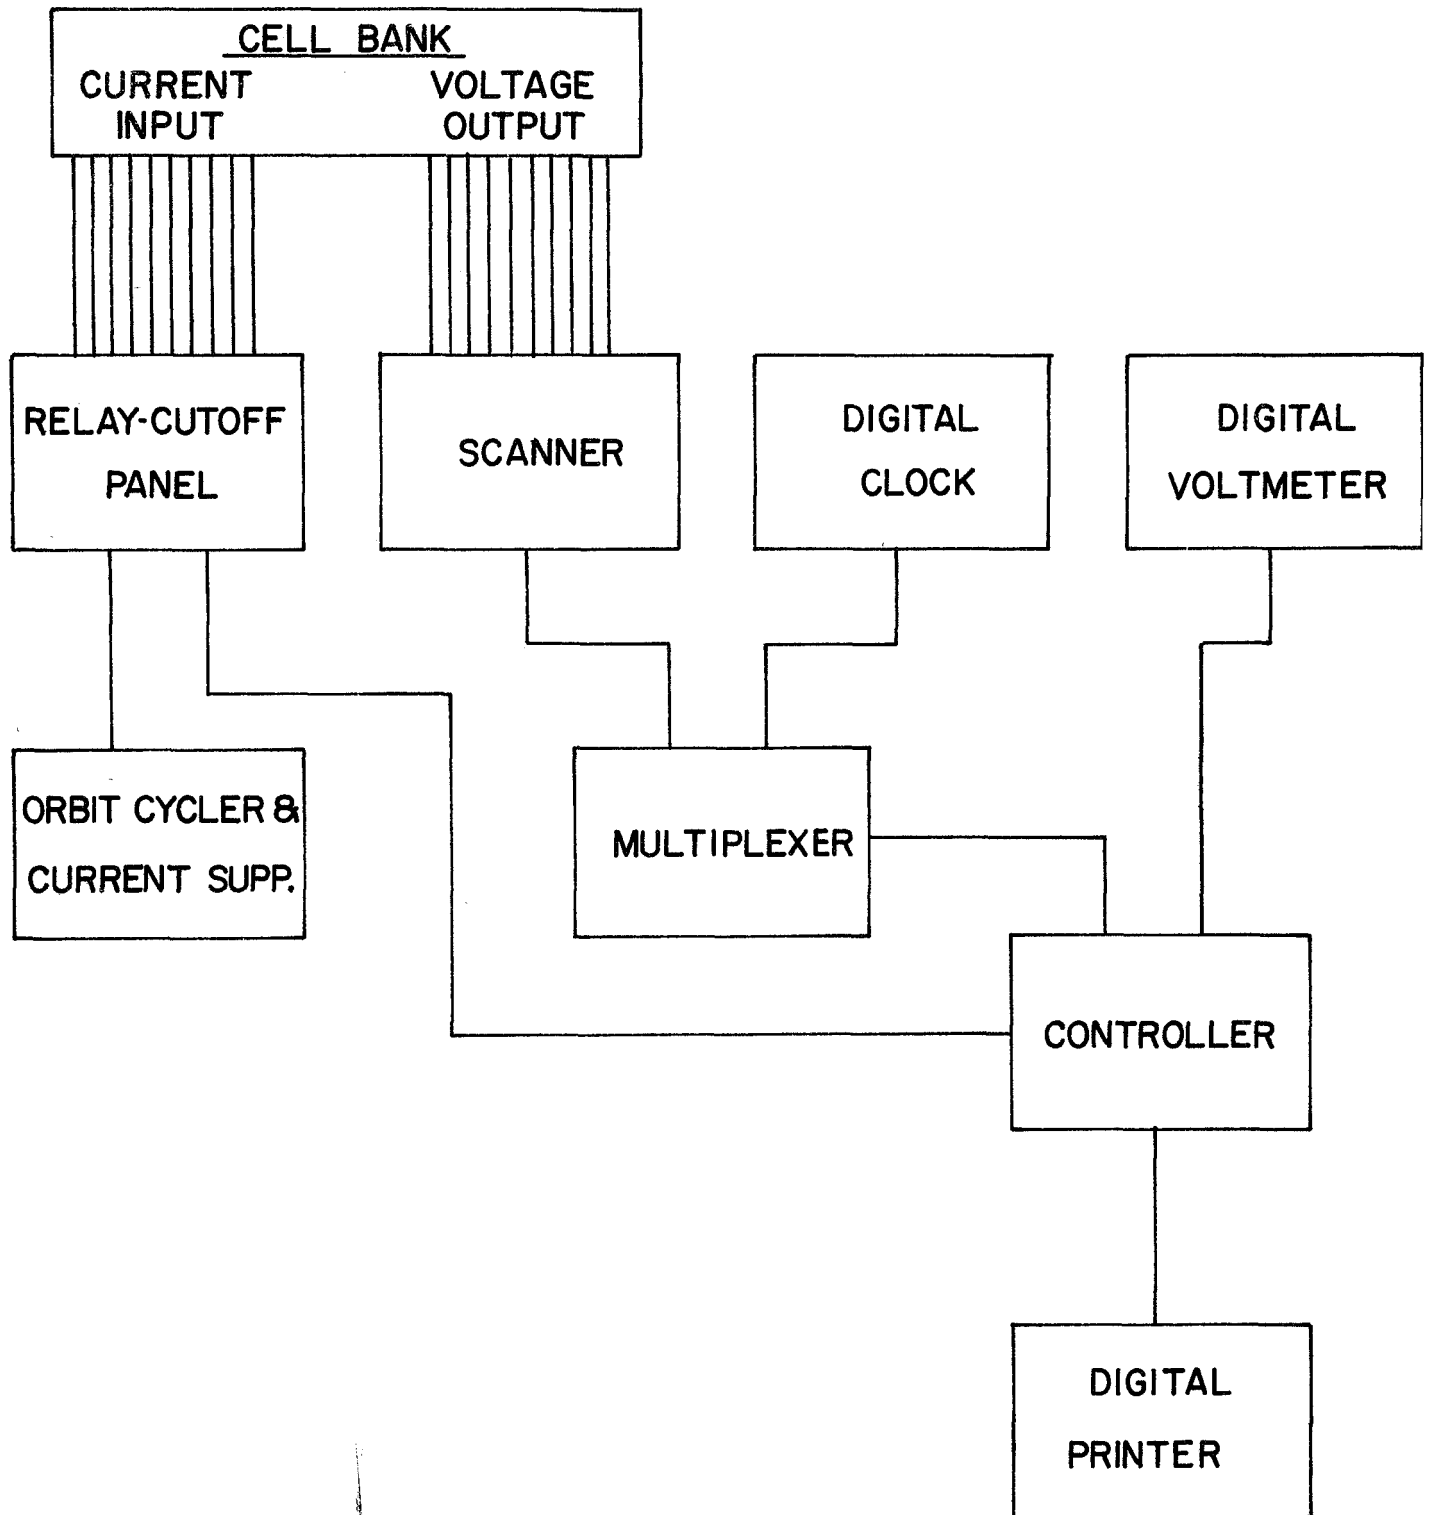 CELL BANK
CURRENT
INPUT
VOLTAGE
OUTPUT
RELAY-CUTOFF
PANEL
SCANNER
DIGITAL
CLOCK
DIGITAL
VOLTMETER
ORBIT CYCLER &
CURRENT SUPP.
MULTIPLEXER
CONTROLLER
DIGITAL
PRINTER